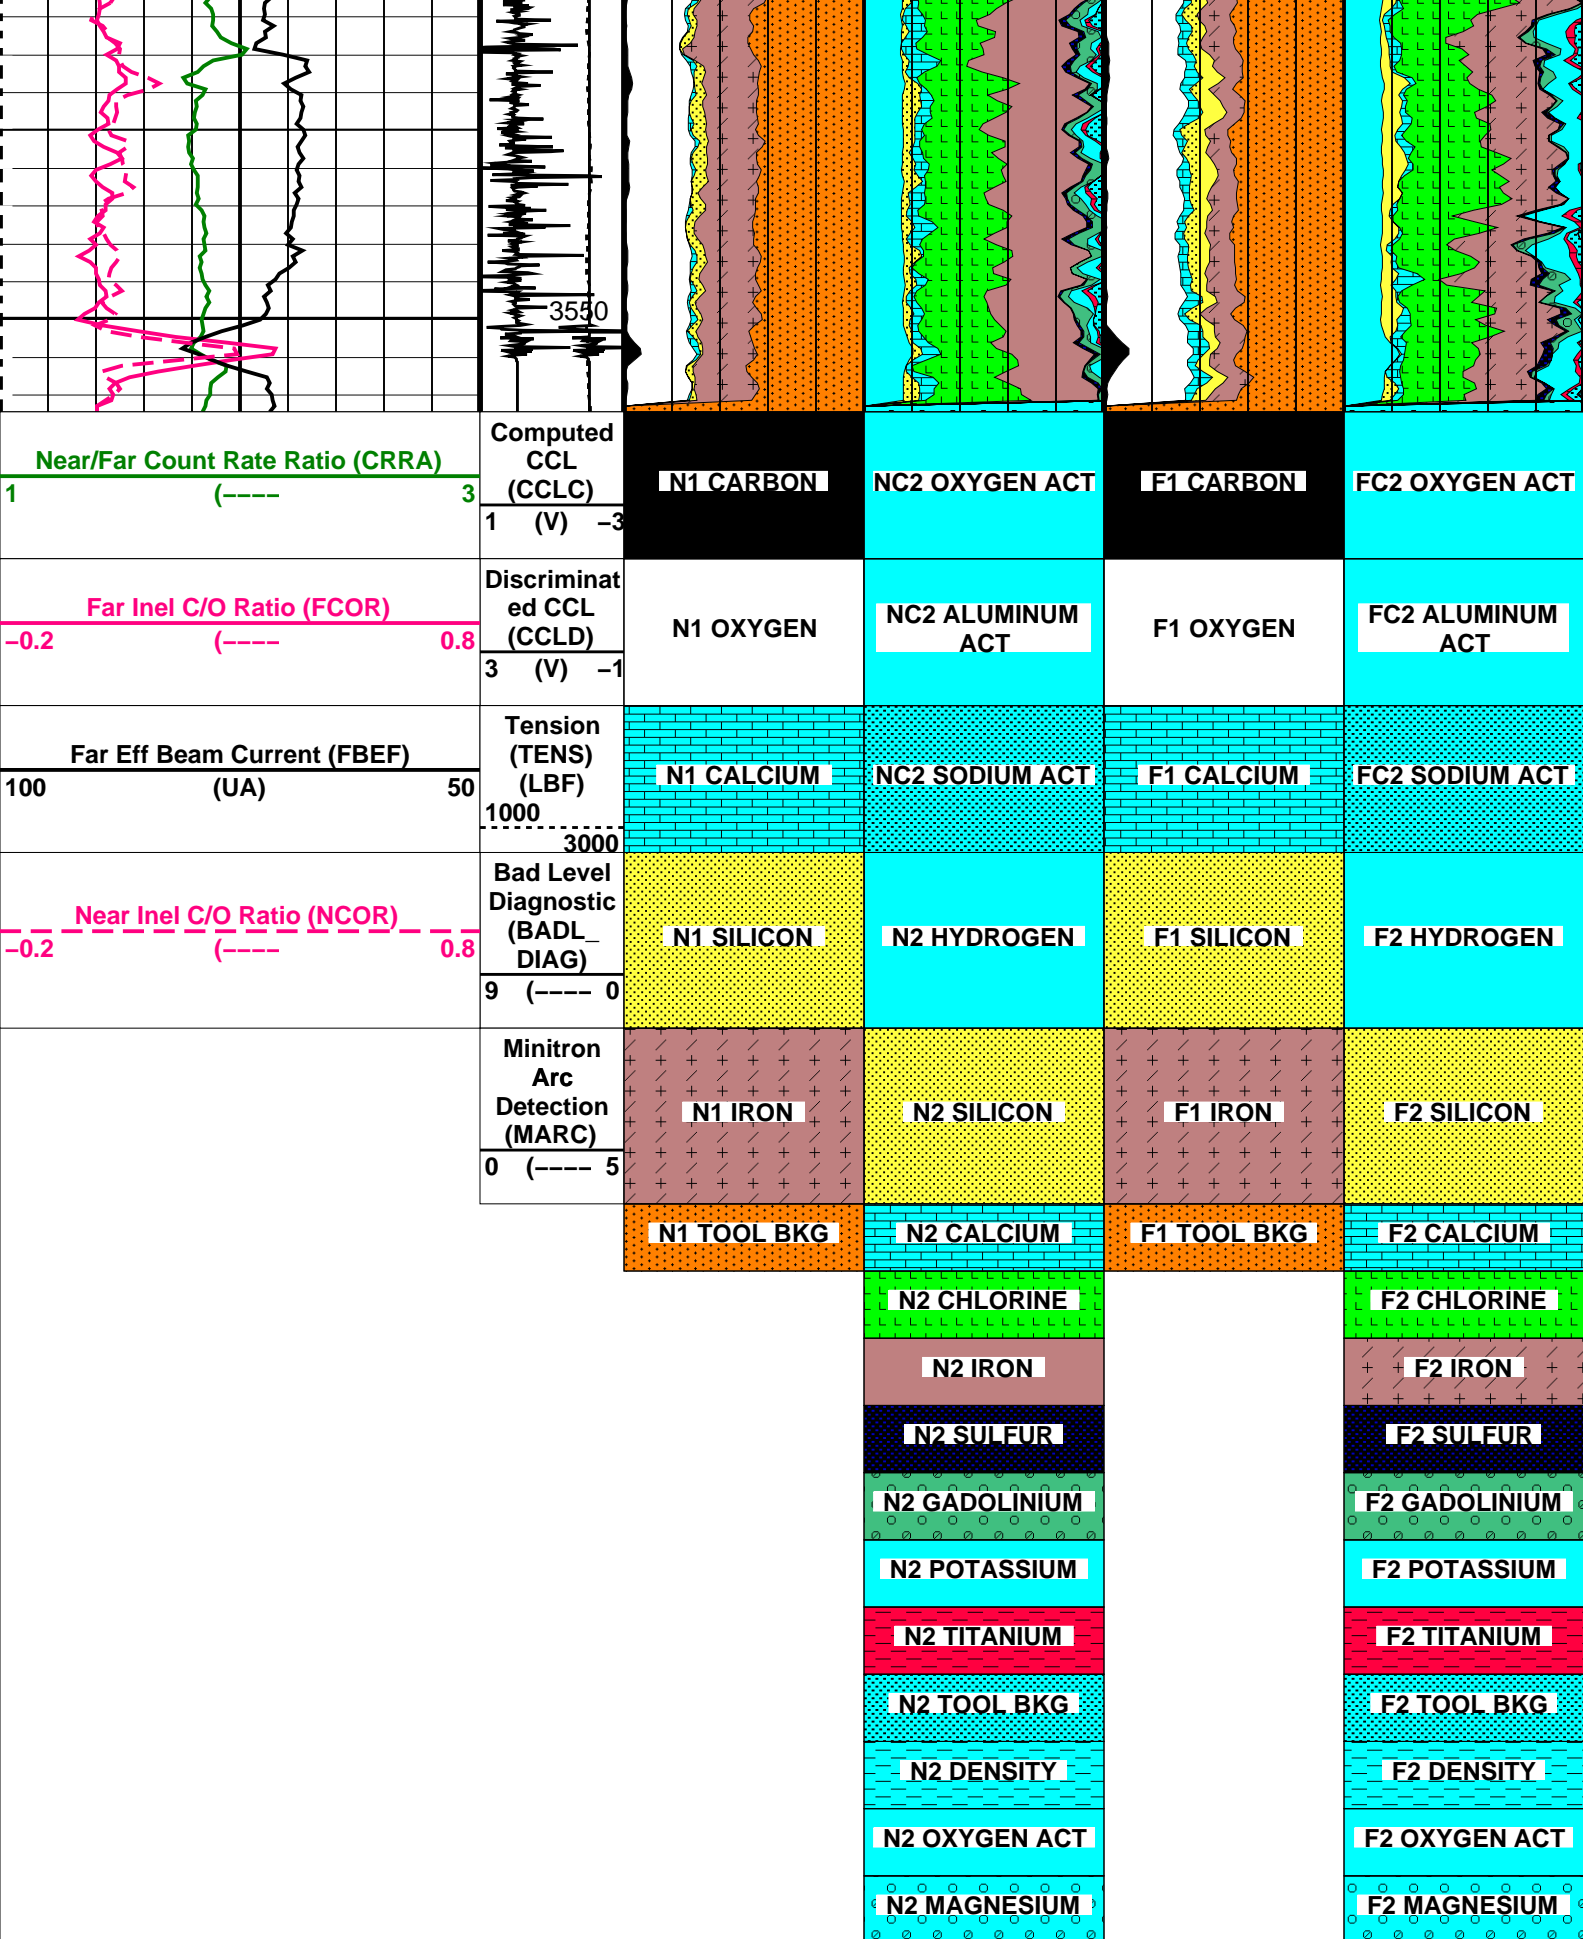 3550
Near/Far Count Rate Ratio (CRRA)
1 (–––– 3
Far Inel C/O Ratio (FCOR)
–0.2 (–––– 0.8
Far Eff Beam Current (FBEF)
100 (UA) 50
Near Inel C/O Ratio (NCOR)
–0.2 (–––– 0.8
Computed
CCL
(CCLC)
1 (V) –3
Discriminat
ed CCL
(CCLD)
3 (V) –1
Tension
(TENS)
(LBF)
1000
3000
Bad Level
Diagnostic
(BADL_
DIAG)
9 (–––– 0
Minitron
Arc
Detection
(MARC)
0 (–––– 5
N1 CARBON
N1 OXYGEN
N1 CALCIUM
N1 SILICON
N1 IRON
N1 TOOL BKG
NC2 OXYGEN ACT
NC2 ALUMINUM
ACT
NC2 SODIUM ACT
N2 HYDROGEN
N2 SILICON
N2 CALCIUM
N2 CHLORINE
N2 IRON
N2 SULFUR
N2 GADOLINIUM
N2 POTASSIUM
N2 TITANIUM
N2 TOOL BKG
N2 DENSITY
N2 OXYGEN ACT
N2 MAGNESIUM
F1 CARBON
F1 OXYGEN
F1 CALCIUM
F1 SILICON
F1 IRON
F1 TOOL BKG
FC2 OXYGEN ACT
FC2 ALUMINUM
ACT
FC2 SODIUM ACT
F2 HYDROGEN
F2 SILICON
F2 CALCIUM
F2 CHLORINE
F2 IRON
F2 SULFUR
F2 GADOLINIUM
F2 POTASSIUM
F2 TITANIUM
F2 TOOL BKG
F2 DENSITY
F2 OXYGEN ACT
F2 MAGNESIUM